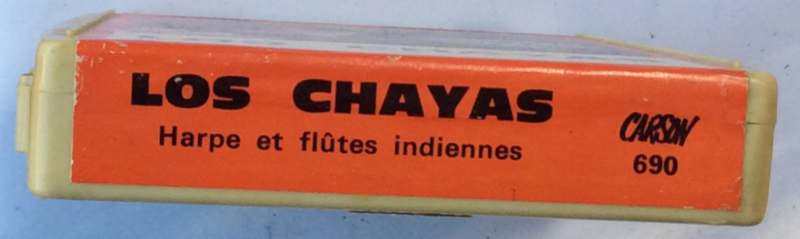 LOS CHAYAS
Harpe et flûtes indiennes
CARSON
690